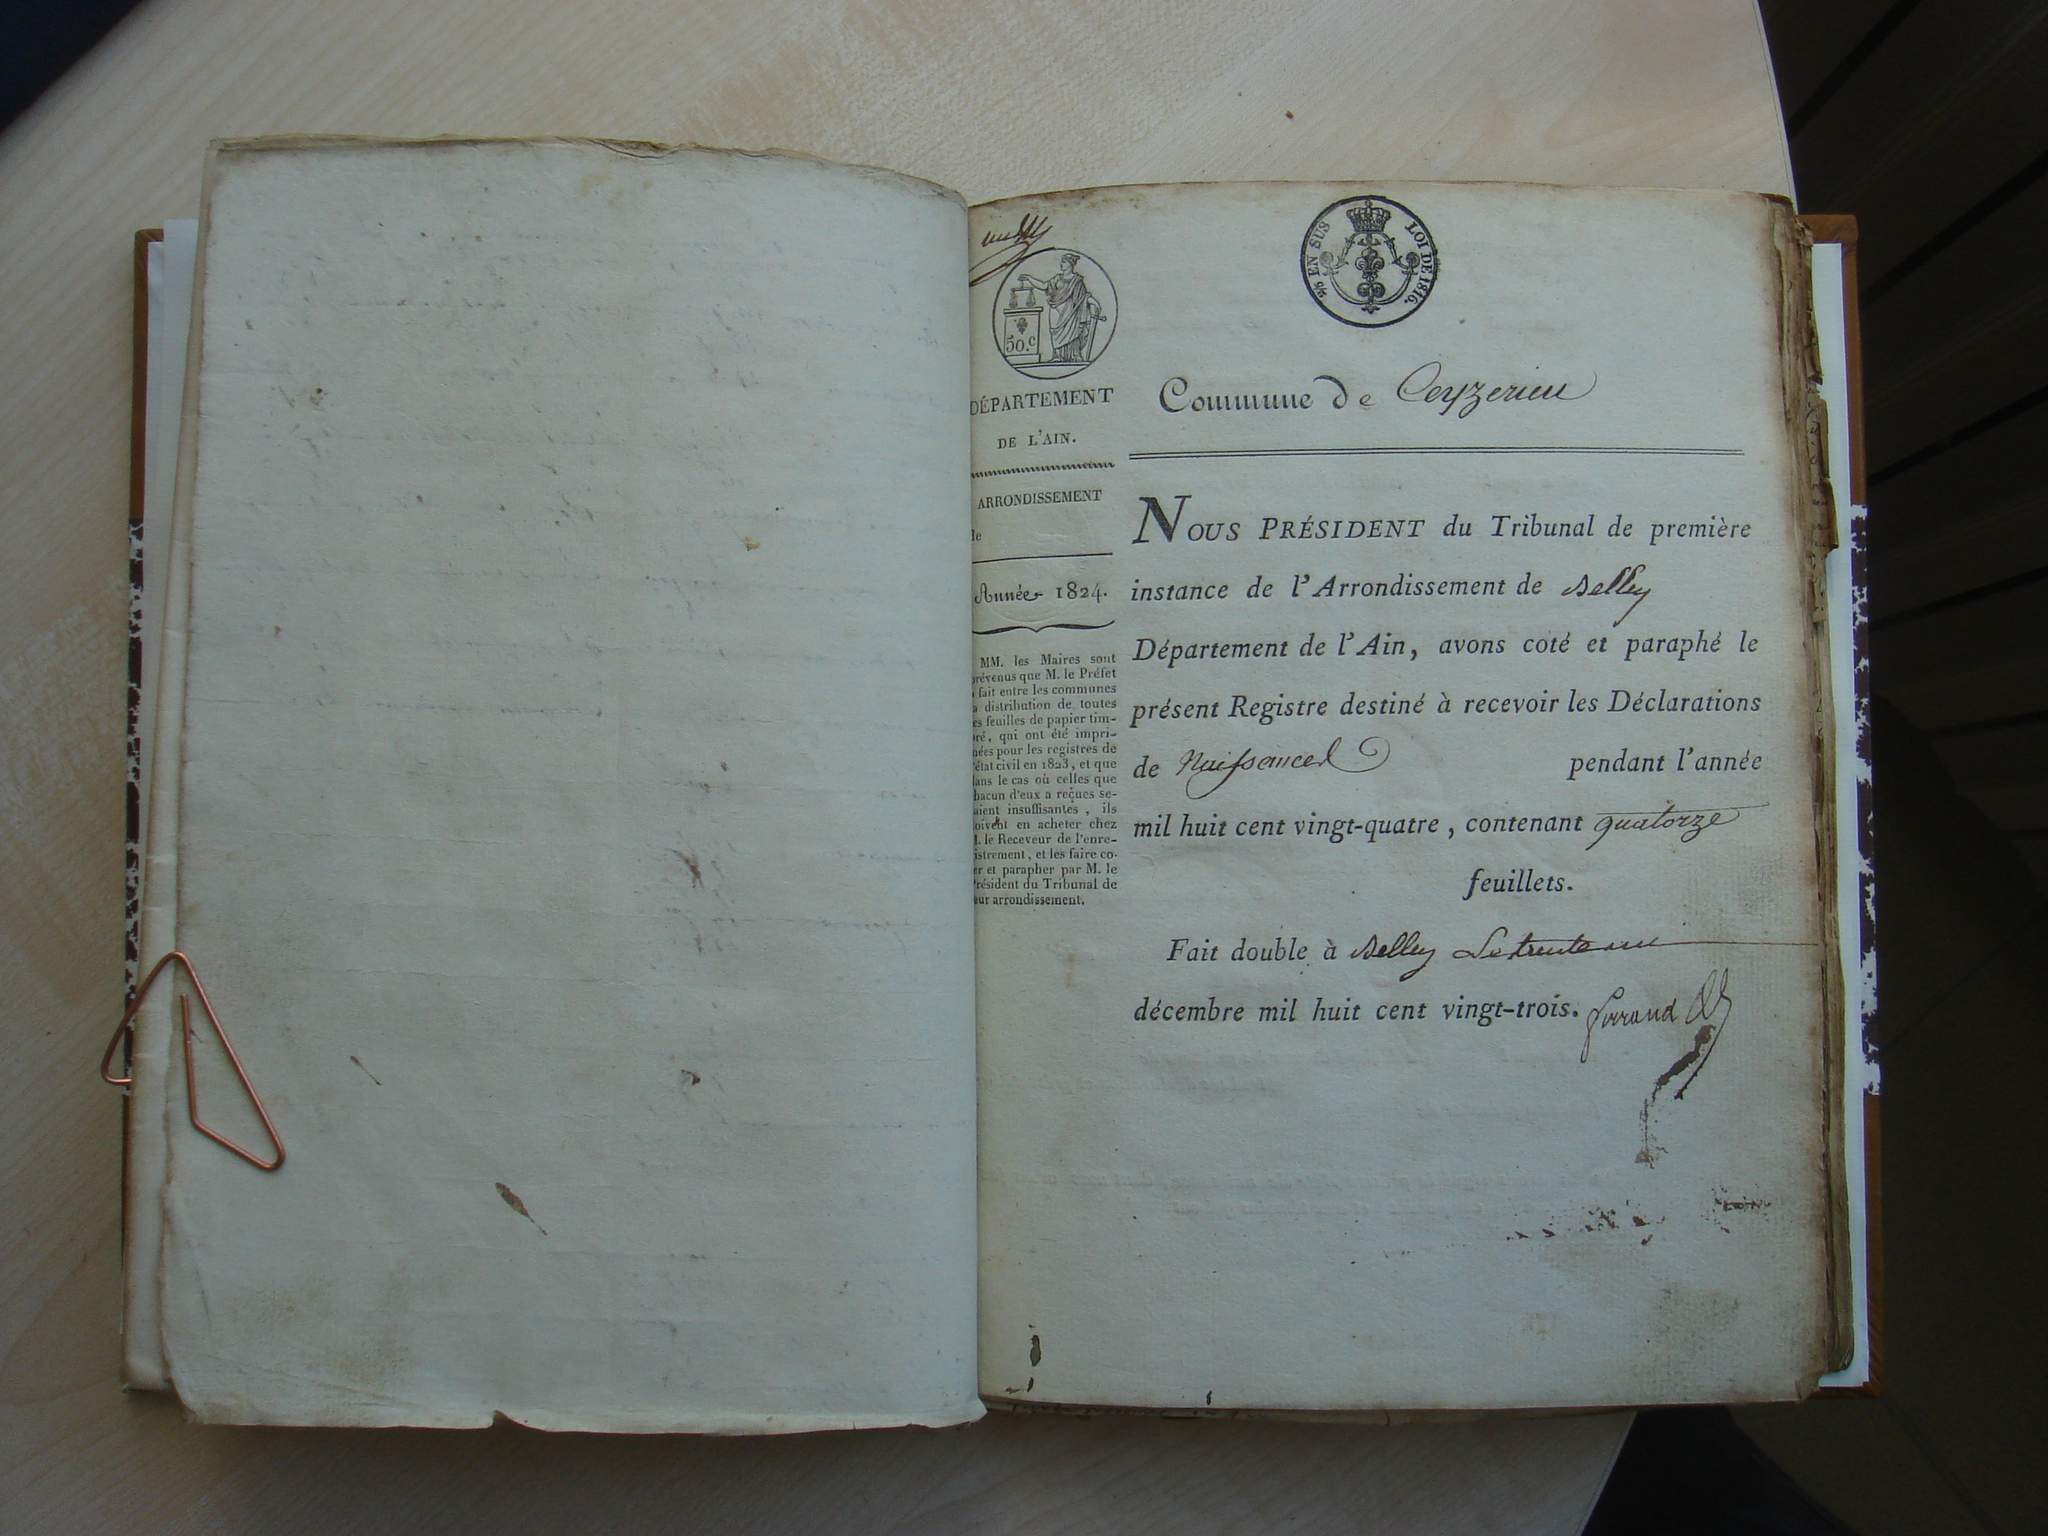 50.c
EN SUS LOI DE 1816.
DÉPARTEMENT
DE L'AIN.
ARRONDISSEMENT
de
Année 1824.
MM. les Maires sont
prévenus que M. le Préfet
a fait entre les communes
la distribution de toutes
les feuilles de papier tim-
bré, qui ont été impri-
mées pour les registres de
l'état civil en 1823, et que
dans le cas où celles que
chacun d'eux a reçues se-
raient insuffisantes, ils
doivent en acheter chez
M. le Receveur de l'enre-
gistrement, et les faire co-
ter et parapher par M. le
Président du Tribunal de
leur arrondissement.
Commune de Ceyzerieu
NOUS PRÉSIDENT du Tribunal de première
instance de l'Arrondissement de Belley
Département de l'Ain, avons coté et paraphé le
présent Registre destiné à recevoir les Déclarations
de Naissances pendant l'année
mil huit cent vingt-quatre, contenant quatorze
feuillets.
Fait double à Belley Le trente un
décembre mil huit cent vingt-trois.